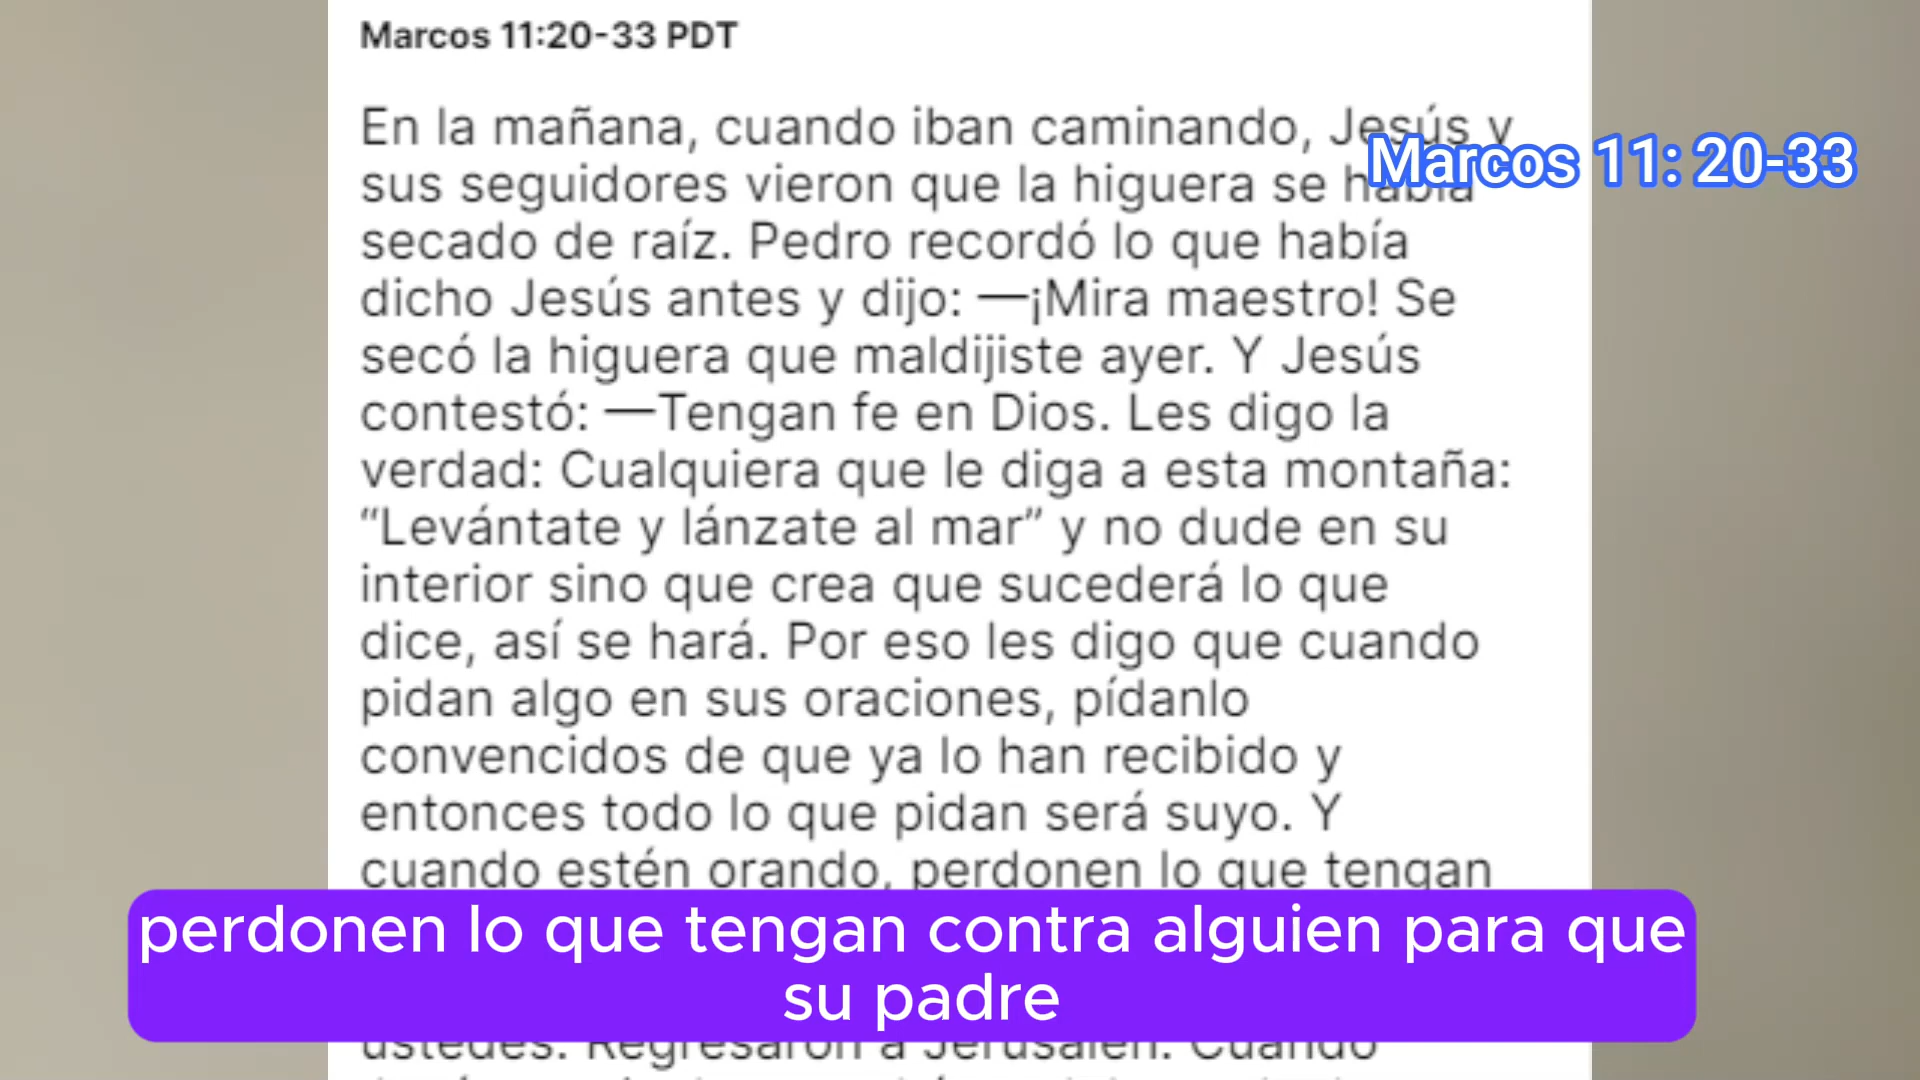 Marcos 11:20-33 PDT
En la mañana, cuando iban caminando, Jesús y
Marcos 11: 20-33
sus seguidores vieron que la higuera se había
secado de raíz. Pedro recordó lo que había
dicho Jesús antes y dijo: —¡Mira maestro! Se
secó la higuera que maldijiste ayer. Y Jesús
contestó: —Tengan fe en Dios. Les digo la
verdad: Cualquiera que le diga a esta montaña:
“Levántate y lánzate al mar” y no dude en su
interior sino que crea que sucederá lo que
dice, así se hará. Por eso les digo que cuando
pidan algo en sus oraciones, pídanlo
convencidos de que ya lo han recibido y
entonces todo lo que pidan será suyo. Y
cuando estén orando, perdonen lo que tengan
perdonen lo que tengan contra alguien para que
su padre
ustedes. Regresaron a Jerusalén. Cuando